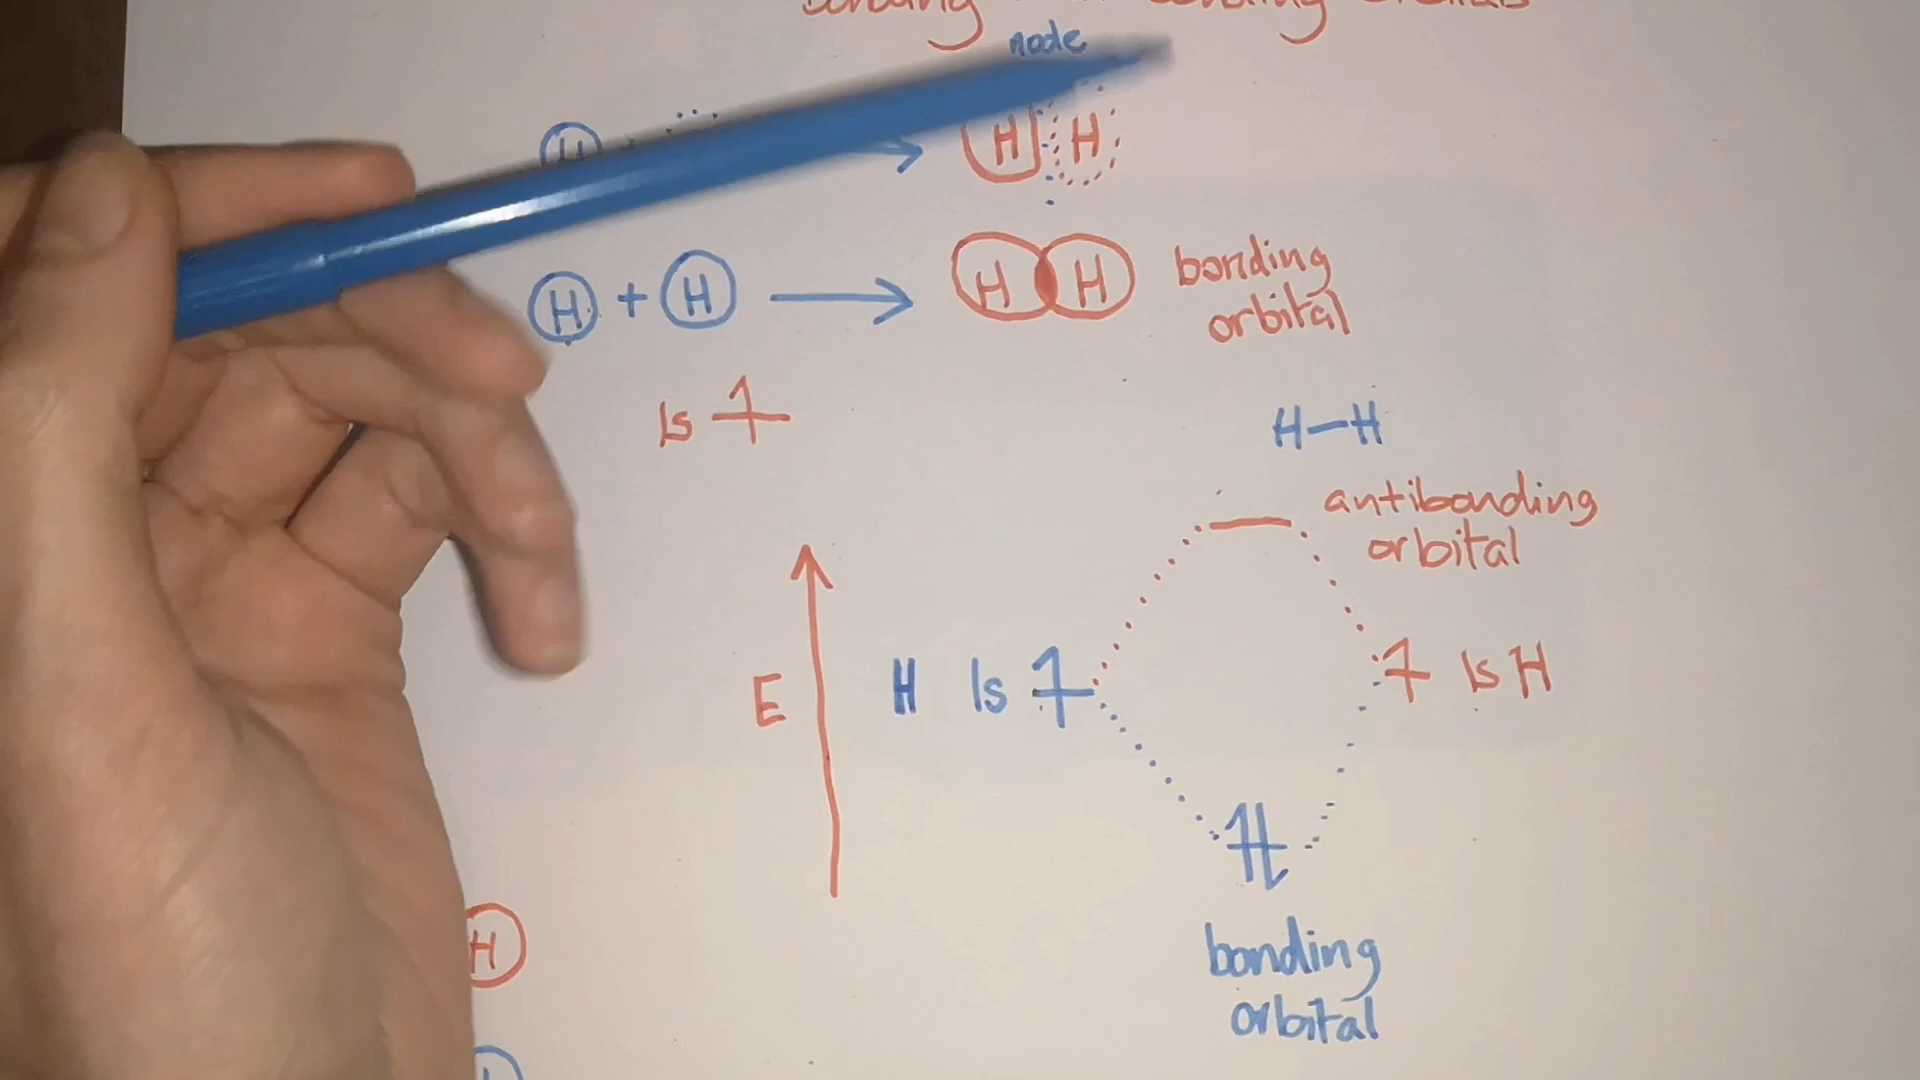 node
H
H H
H + H → H H bonding
orbital
1s
H-H
antibonding
orbital
E H 1s 1s H
H
bonding
orbital